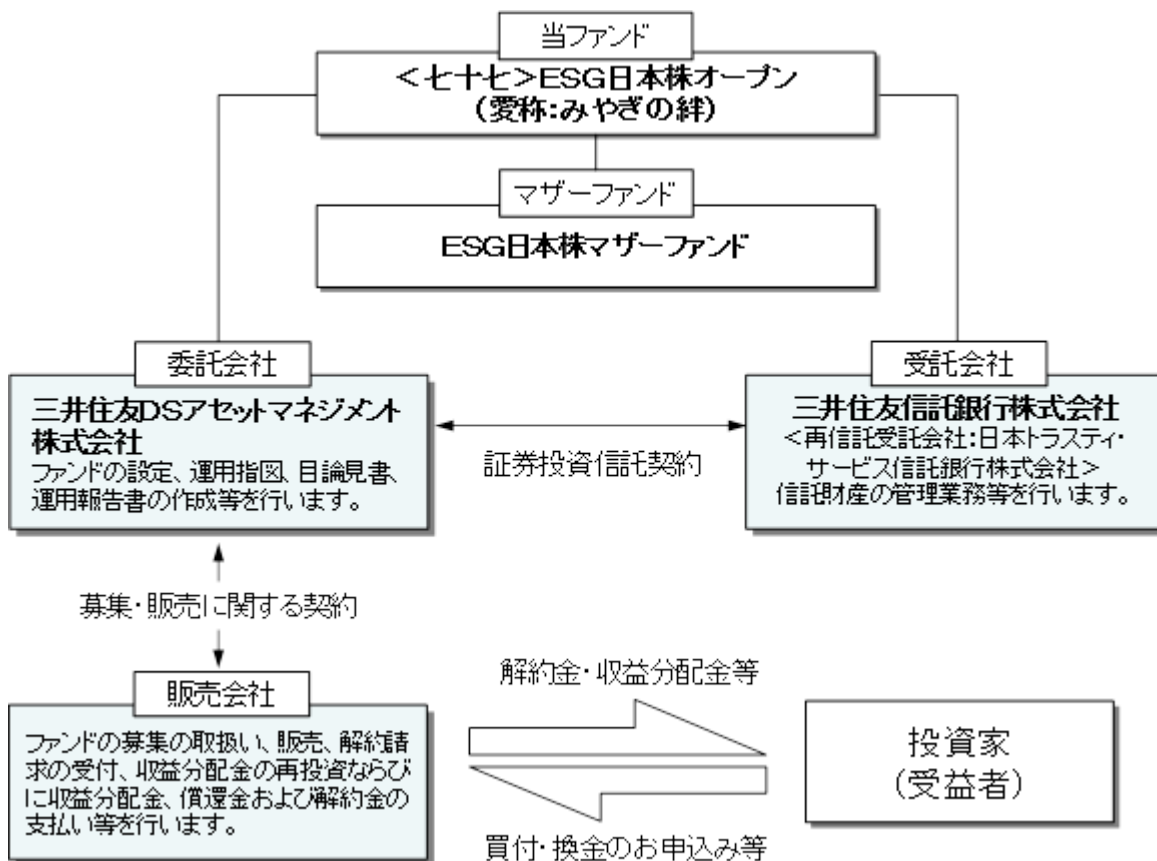 当ファンド
＜七十七＞ESG日本株オープン
（愛称：みやぎの絆）
マザーファンド
ESG日本株マザーファンド
委託会社
三井住友DSアセットマネジメント
株式会社
ファンドの設定、運用指図、目論見書、
運用報告書の作成等を行います。
証券投資信託契約
受託会社
三井住友信託銀行株式会社
＜再信託受託会社：日本トラスティ・
サービス信託銀行株式会社＞
信託財産の管理業務等を行います。
募集・販売に関する契約
販売会社
ファンドの募集の取扱い、販売、解約請
求の受付、収益分配金の再投資ならび
に収益分配金、償還金および解約金の
支払い等を行います。
解約金・収益分配金等
買付・換金のお申込み等
投資家
（受益者）